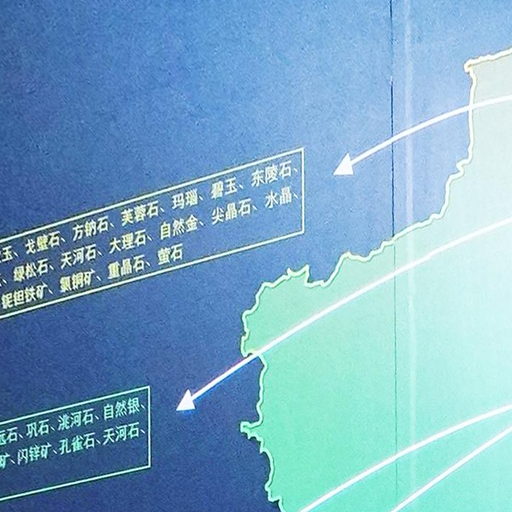 玉、戈壁石、方钠石、芙蓉石、玛瑙、碧玉、东陵石、
绿松石、天河石、大理石、自然金、尖晶石、水晶、
铌钽铁矿、氯铜矿、重晶石、萤石
石、巩石、洮河石、自然银、
矿、闪锌矿、孔雀石、天河石、